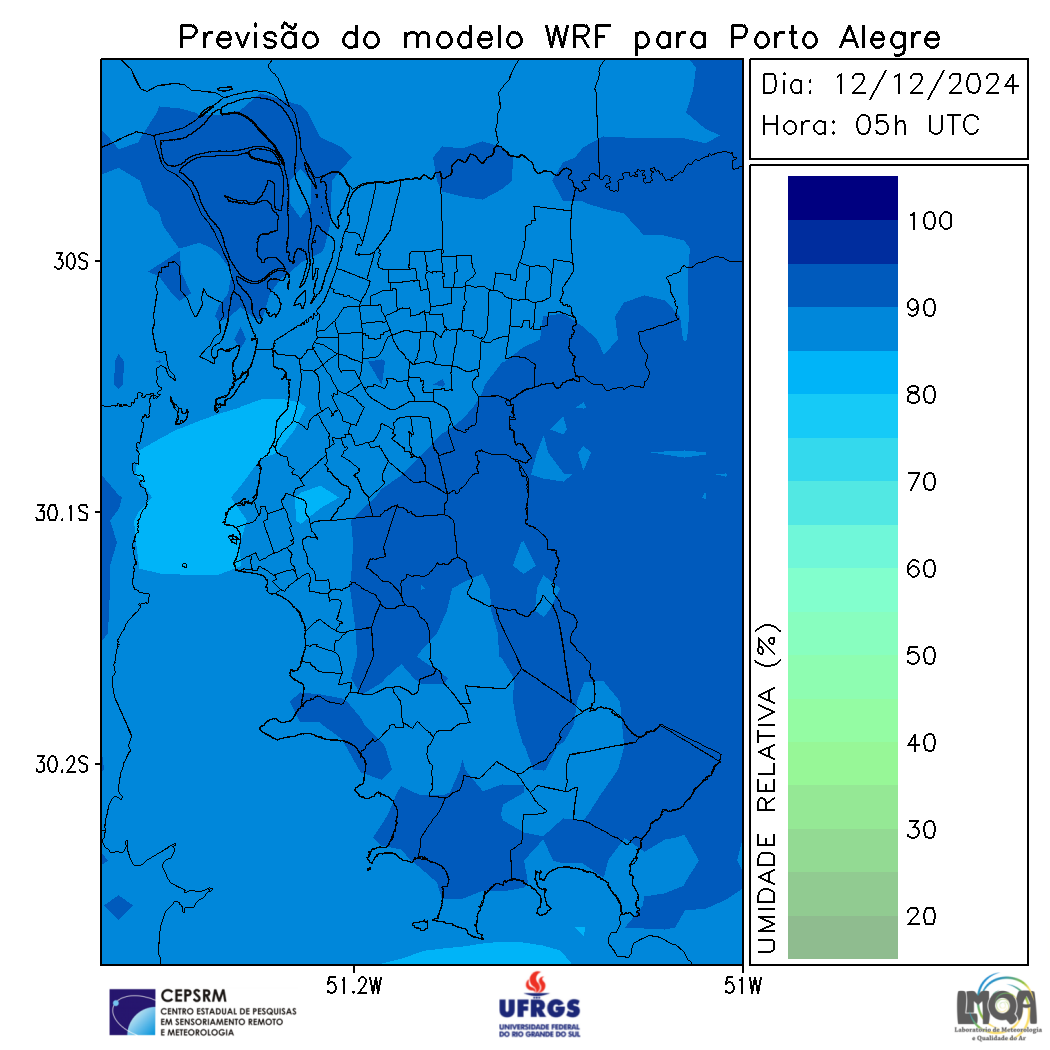 Previsão do modelo WRF para Porto Alegre
Dia: 12/12/2024
Hora: 05h UTC
30S
30.1S
30.2S
51.2W
51W
100
90
80
70
60
50
40
30
20
UMIDADE RELATIVA (%)
CEPSRM
CENTRO ESTADUAL DE PESQUISAS
EM SENSORIAMENTO REMOTO
E METEOROLOGIA
UFRGS
UNIVERSIDADE FEDERAL
DO RIO GRANDE DO SUL
LMQA
Laboratório de Meteorologia
e Qualidade do Ar